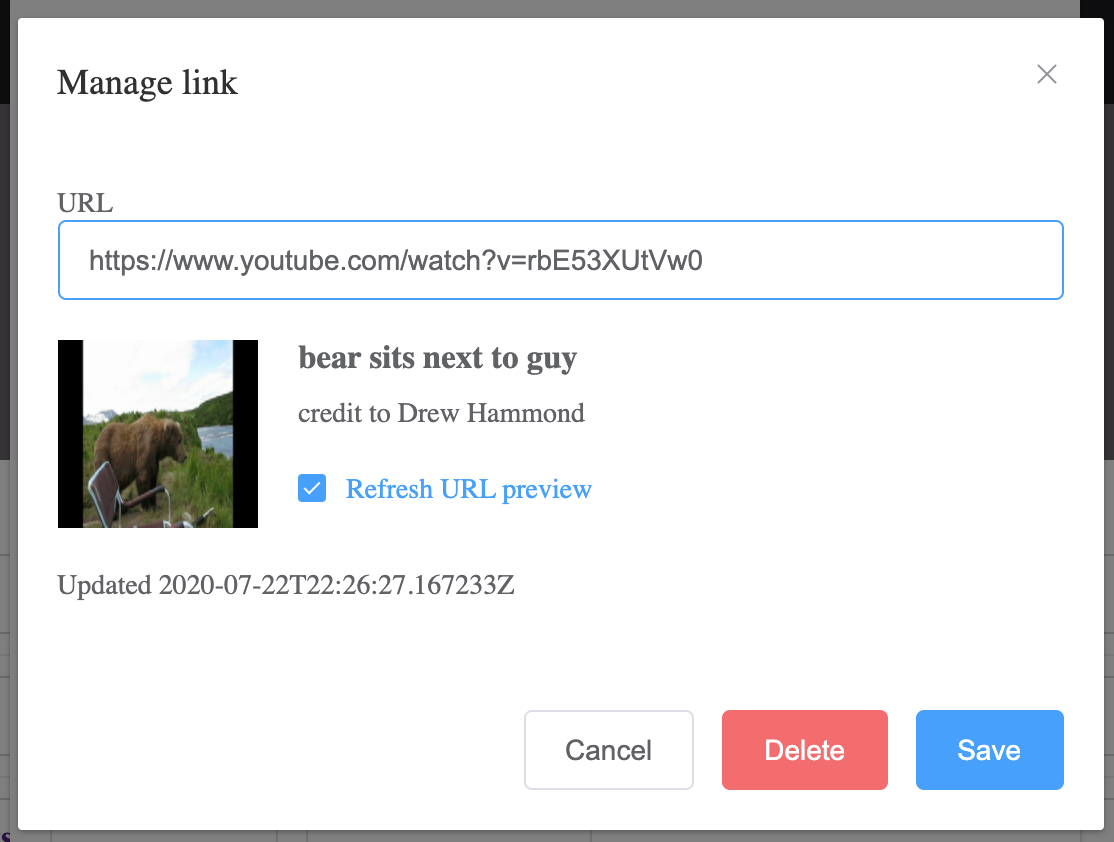 Manage link
URL
https://www.youtube.com/watch?v=rbE53XUtVw0
bear sits next to guy
credit to Drew Hammond
Refresh URL preview
Updated 2020-07-22T22:26:27.167233Z
Cancel
Delete
Save